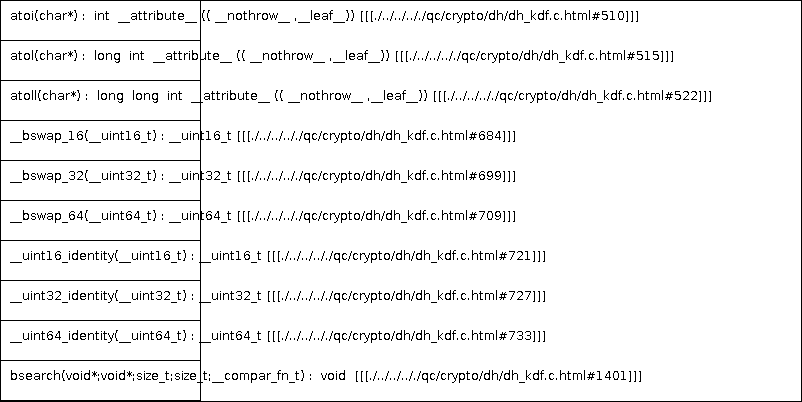 atoi(char*) : int __attribute__ (( __nothrow__ ,__leaf__)) [[[./../../../qc/crypto/dh/dh_kdf.c.html#510]]]
atol(char*) : long int __attribute__ (( __nothrow__ ,__leaf__)) [[[./../../../qc/crypto/dh/dh_kdf.c.html#515]]]
atoll(char*) : long long int __attribute__ (( __nothrow__ ,__leaf__)) [[[./../../../qc/crypto/dh/dh_kdf.c.html#522]]]
__bswap_16(__uint16_t) : __uint16_t [[[./../../../qc/crypto/dh/dh_kdf.c.html#684]]]
__bswap_32(__uint32_t) : __uint32_t [[[./../../../qc/crypto/dh/dh_kdf.c.html#699]]]
__bswap_64(__uint64_t) : __uint64_t [[[./../../../qc/crypto/dh/dh_kdf.c.html#709]]]
__uint16_identity(__uint16_t) : __uint16_t [[[./../../../qc/crypto/dh/dh_kdf.c.html#721]]]
__uint32_identity(__uint32_t) : __uint32_t [[[./../../../qc/crypto/dh/dh_kdf.c.html#727]]]
__uint64_identity(__uint64_t) : __uint64_t [[[./../../../qc/crypto/dh/dh_kdf.c.html#733]]]
bsearch(void*;void*;size_t;size_t;__compar_fn_t) : void [[[./../../../qc/crypto/dh/dh_kdf.c.html#1401]]]